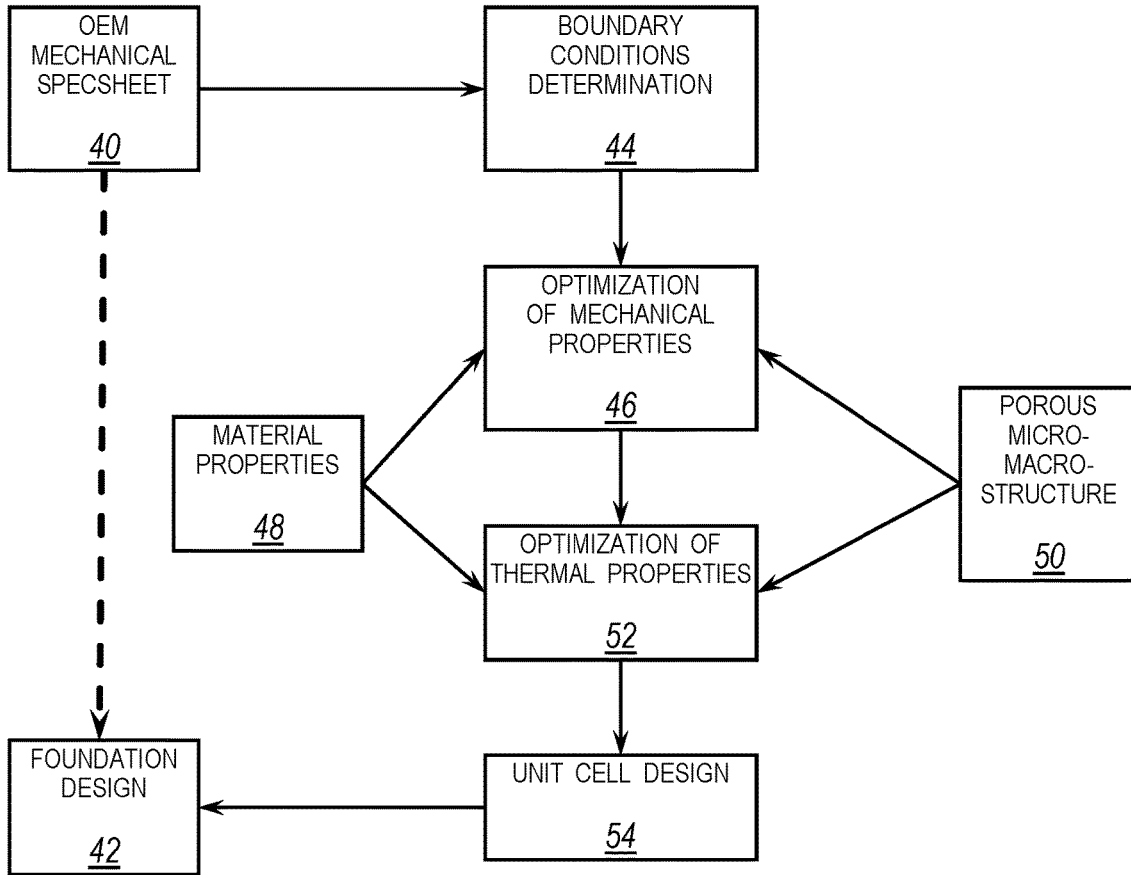 OEM
MECHANICAL
SPECSHEET
40
BOUNDARY
CONDITIONS
DETERMINATION
44
OPTIMIZATION
OF MECHANICAL
PROPERTIES
46
MATERIAL
PROPERTIES
48
POROUS
MICRO-
MACRO-
STRUCTURE
50
OPTIMIZATION OF
THERMAL PROPERTIES
52
FOUNDATION
DESIGN
42
UNIT CELL DESIGN
54